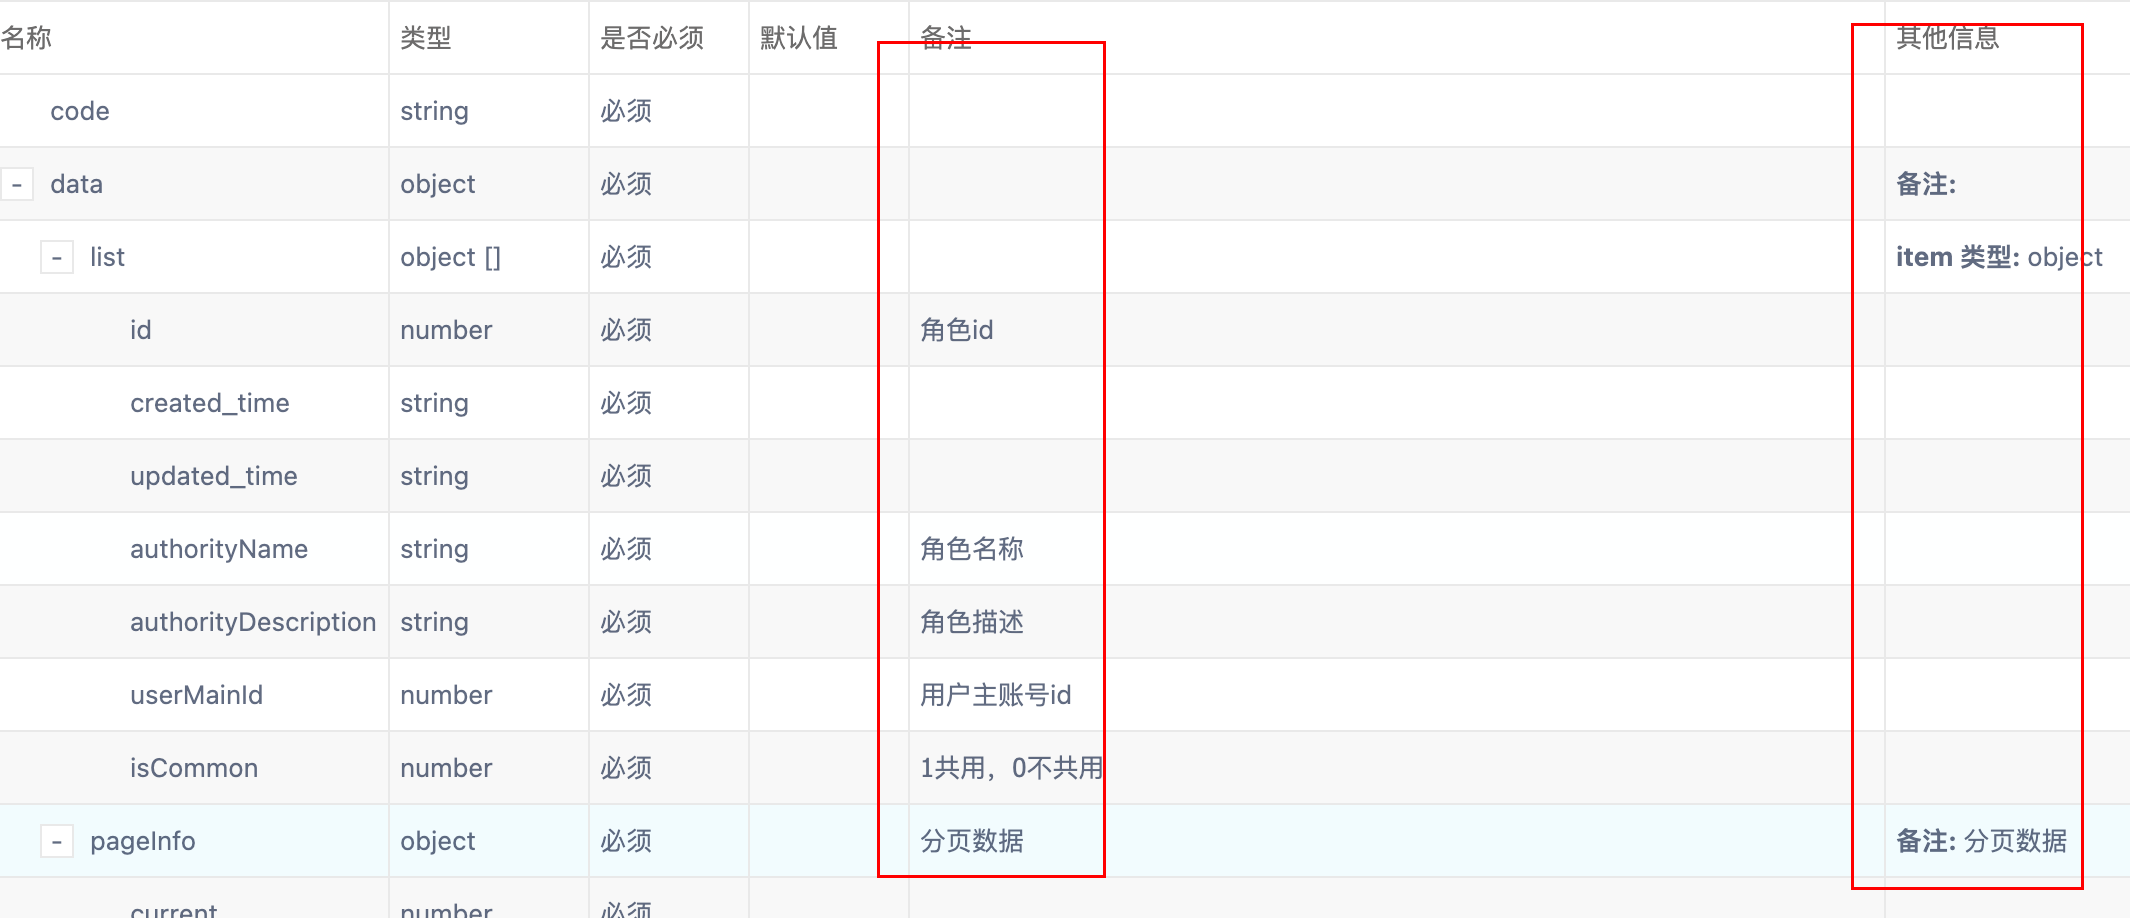 名称 类型 是否必须 默认值 备注 其他信息
code string 必须
- data object 必须 备注:
- list object [] 必须 item 类型: object
id number 必须 角色id
created_time string 必须
updated_time string 必须
authorityName string 必须 角色名称
authorityDescription string 必须 角色描述
userMainId number 必须 用户主账号id
isCommon number 必须 1共用，0不共用
- pageInfo object 必须 分页数据 备注: 分页数据
current number 必须